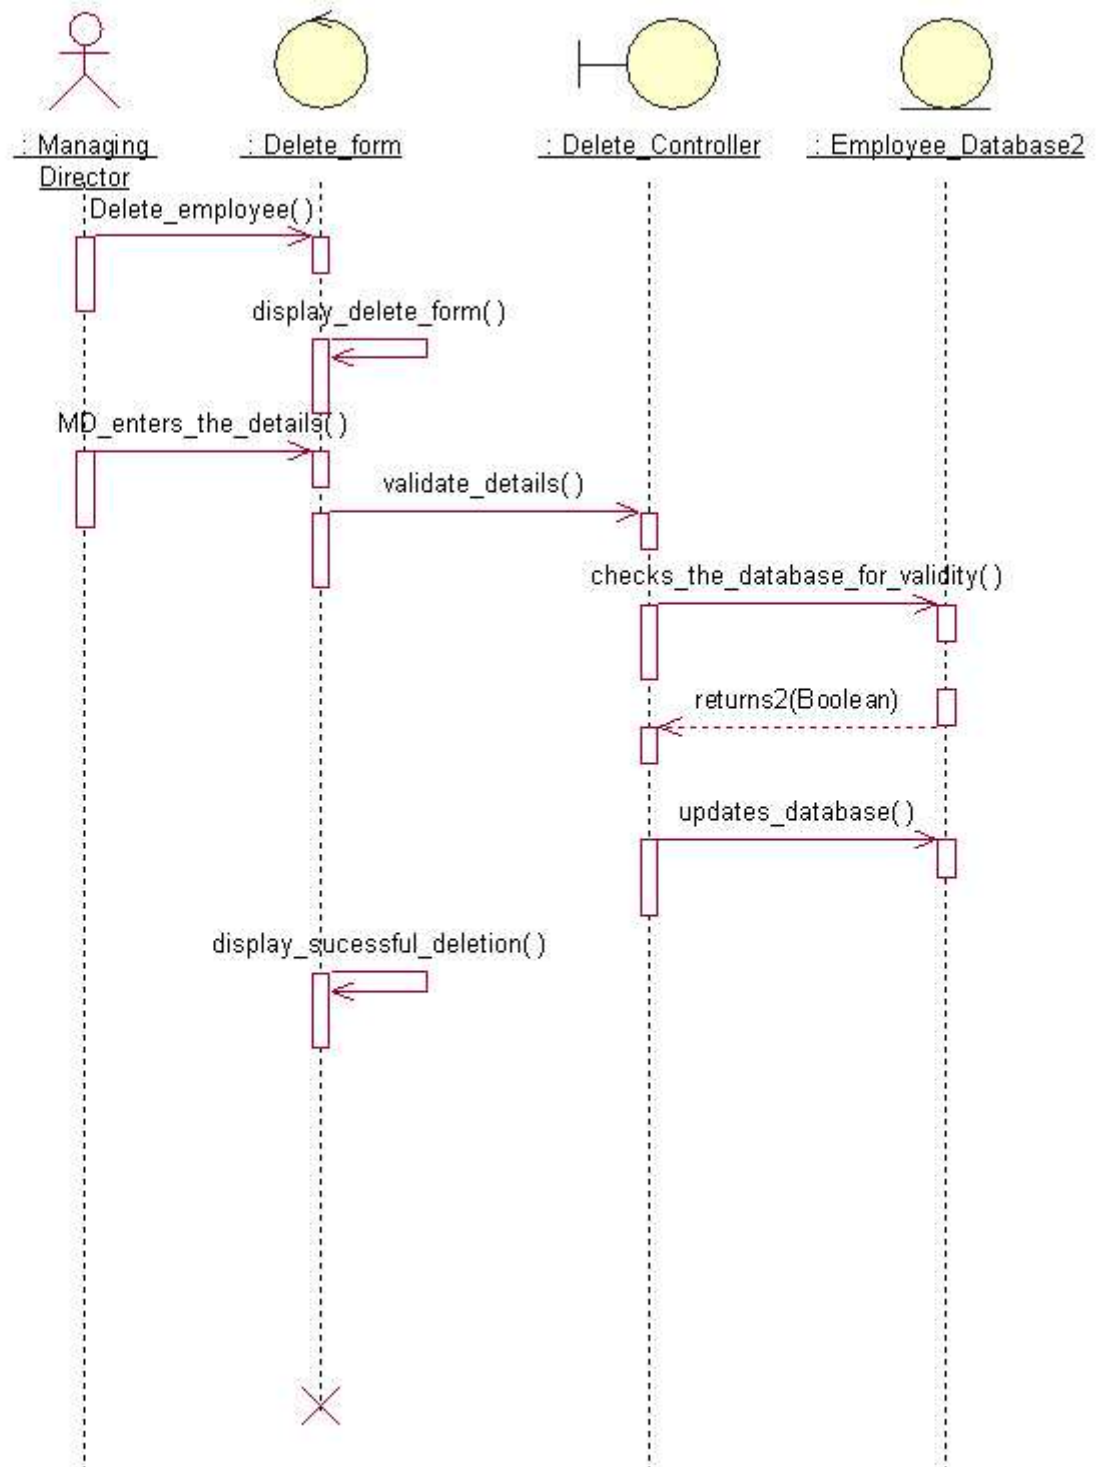 : Managing
Director
: Delete_form
: Delete_Controller
: Employee_Database2
Delete_employee( )
display_delete_form( )
MD_enters_the_details( )
validate_details( )
checks_the_database_for_validity( )
returns2(Boolean)
updates_database( )
display_sucessful_deletion( )